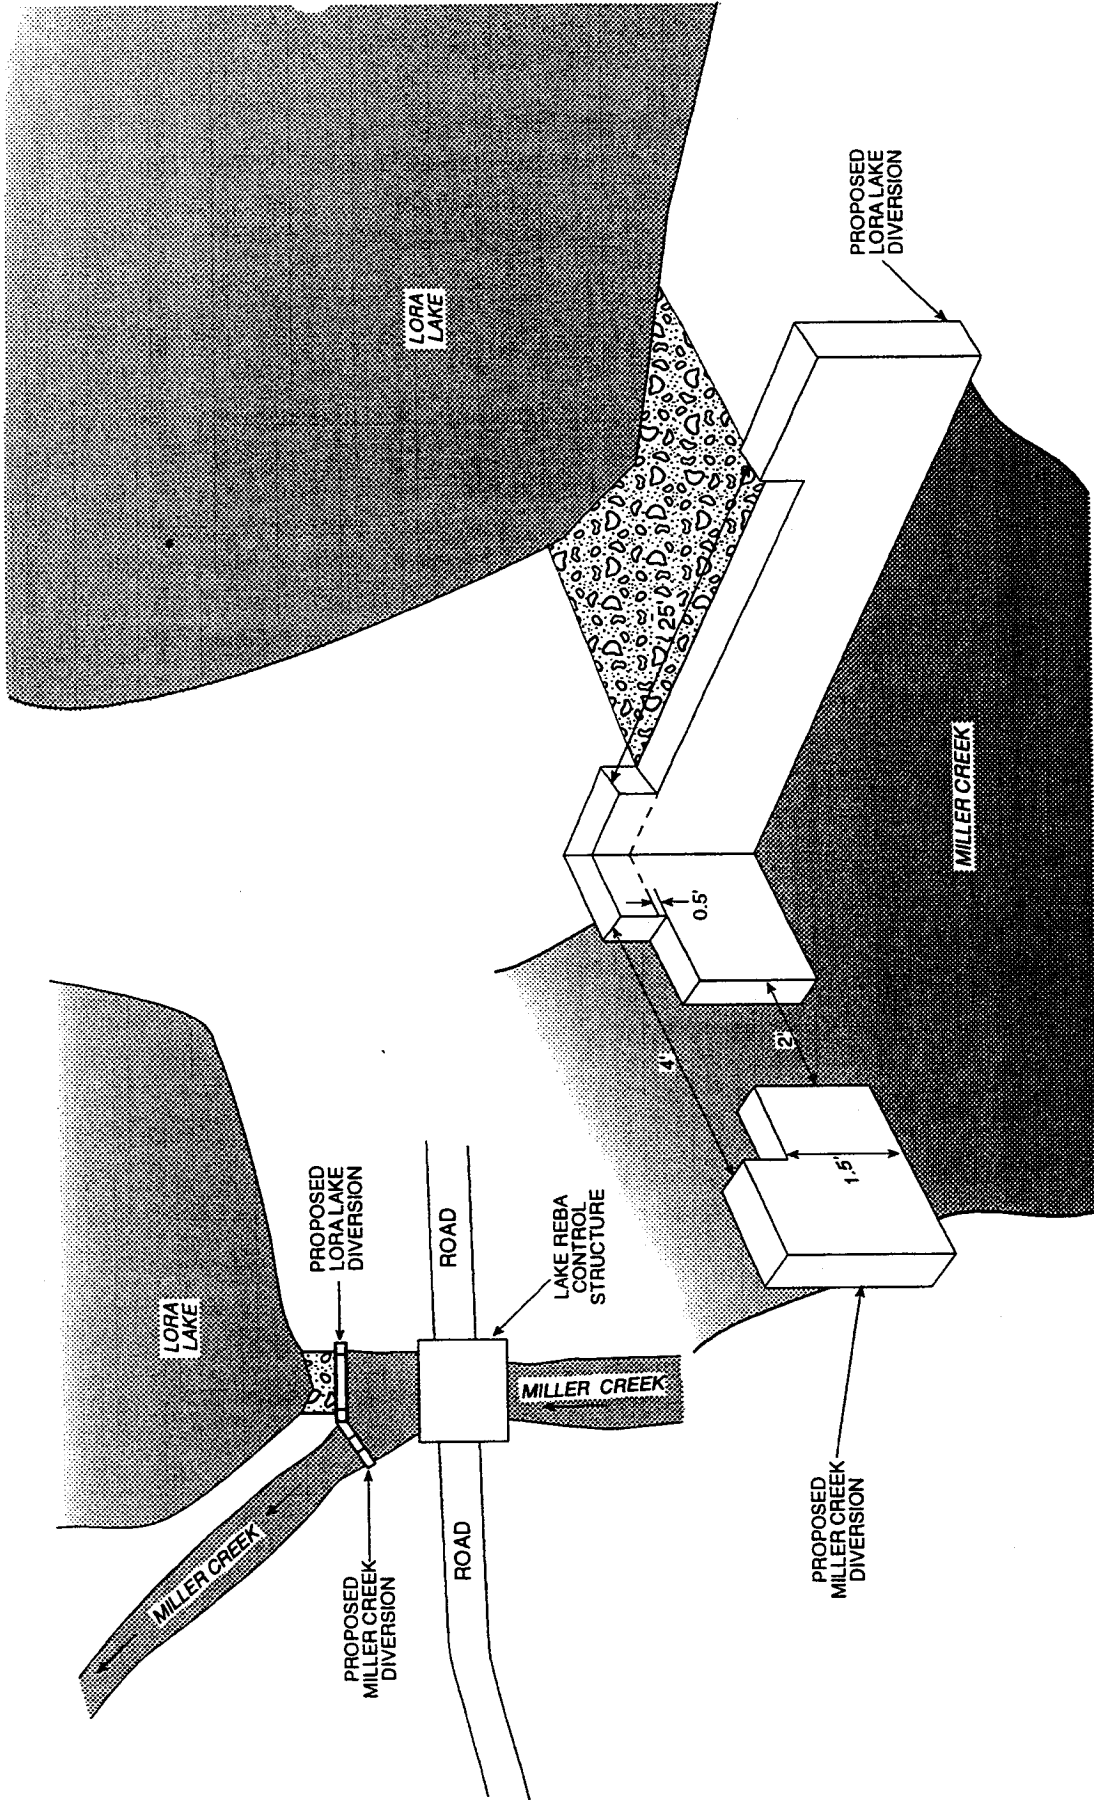 LORA
LAKE
PROPOSED
LORA LAKE
DIVERSION
ROAD
LAKE REBA
CONTROL
STRUCTURE
MILLER CREEK
MILLER CREEK
PROPOSED
MILLER CREEK
DIVERSION
ROAD
LORA
LAKE
PROPOSED
LORA LAKE
DIVERSION
25'
0.5'
4'
2'
1.5'
MILLER CREEK
PROPOSED
MILLER CREEK
DIVERSION